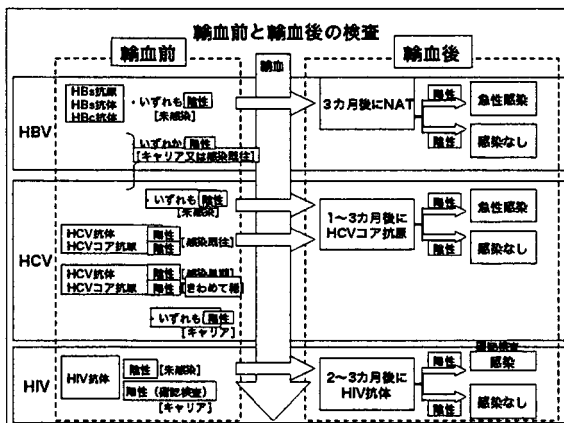 輸血前と輸血後の検査
輸血前
輸血
輸血後
HBV
HBs抗原
HBs抗体
HBc抗体
・いずれも 陰性
[未感染]
いずれか 陽性
[キャリア又は感染既往]
3カ月後にNAT
陽性
急性感染
陰性
感染なし
HCV
・いずれも 陰性
[未感染]
HCV抗体 陽性
HCVコア抗原 陰性
[感染既往]
HCV抗体
HCVコア抗原 陽性
[きわめて稀]
・いずれも 陽性
[キャリア]
1~3カ月後に
HCVコア抗原
陽性
急性感染
陰性
感染なし
HIV
HIV抗体
陰性 [未感染]
陽性 (確認検査)
[キャリア]
2~3カ月後に
HIV抗体
陽性
確認検査
感染
陰性
感染なし